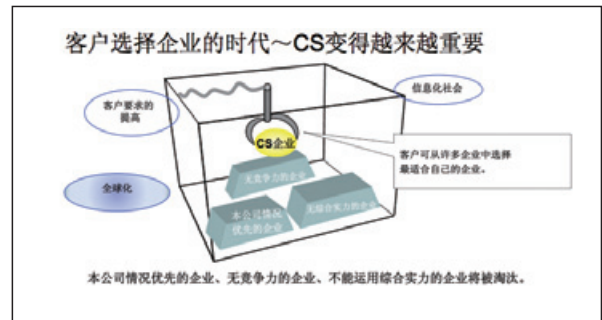 客户选择企业的时代～CS变得越来越重要
客户要求的
提高
信息化社会
CS企业
客户可从许多企业中选择
最适合自己的企业。
无竞争力的企业
全球化
本公司情况
优先的企业
无综合实力的企业
本公司情况优先的企业、无竞争力的企业、不能运用综合实力的企业将被淘汰。